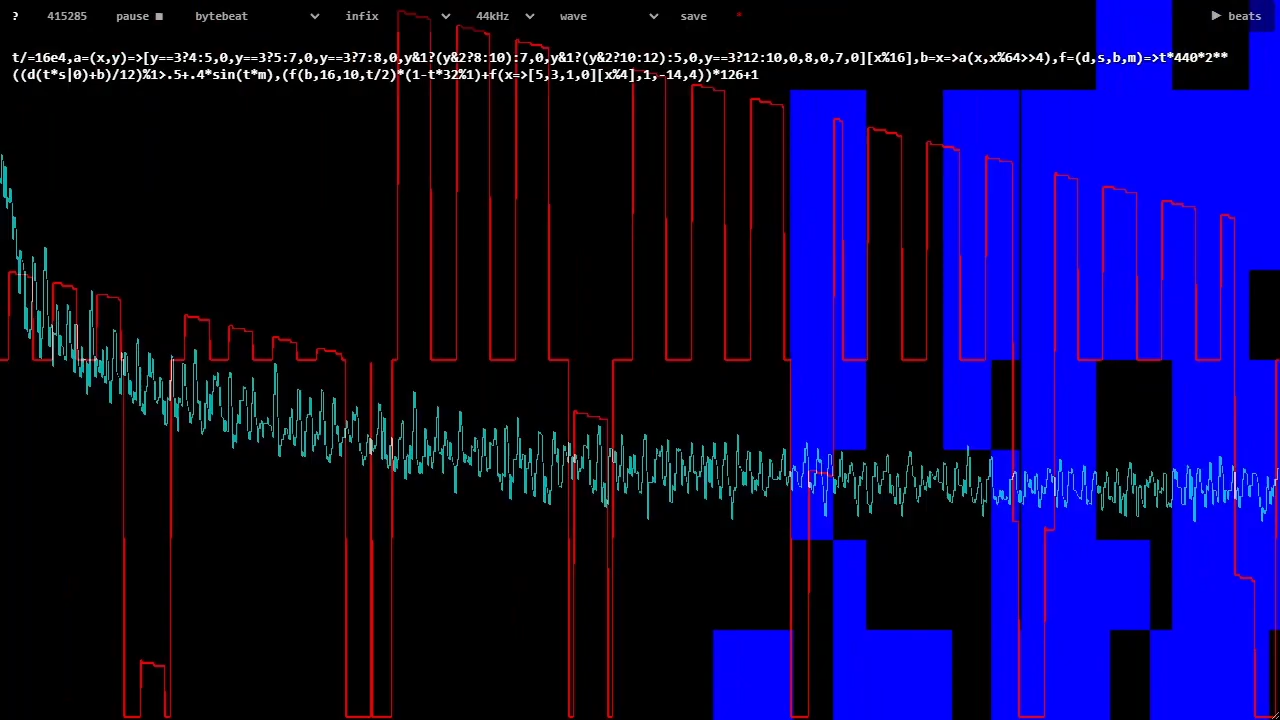 ? 415285 pause bytebeat infix 44kHz wave save beats
t/=16e4,a=(x,y)=>[y==3?4:5,0,y==3?5:7,0,y==3?7:8,0,y&1?(y&2?8:10):7,0,y&1?(y&2?10:12):5,0,y==3?12:10,0,8,0,7,0][x%16],b=x=>a(x,x%64>>4),f=(d,s,b,m)=>t*440*2**
((d(t*s|0)+b)/12)%1>.5+.4*sin(t*m),(f(b,16,10,t/2)*(1-t*32%1)+f(x=>[5,3,1,0][x%4],1,-14,4))*126+1